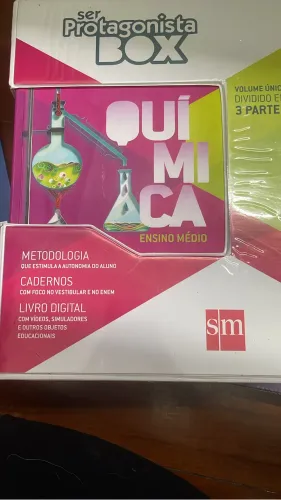 ser
Protagonista
BOX
VOLUME ÚNIC
DIVIDIDO E
3 PARTE
QUÍ
MI
CA
ENSINO MÉDIO
METODOLOGIA
QUE ESTIMULA A AUTONOMIA DO ALUNO
CADERNOS
COM FOCO NO VESTIBULAR E NO ENEM
LIVRO DIGITAL
COM VÍDEOS, SIMULADORES
E OUTROS OBJETOS
EDUCACIONAIS
sm